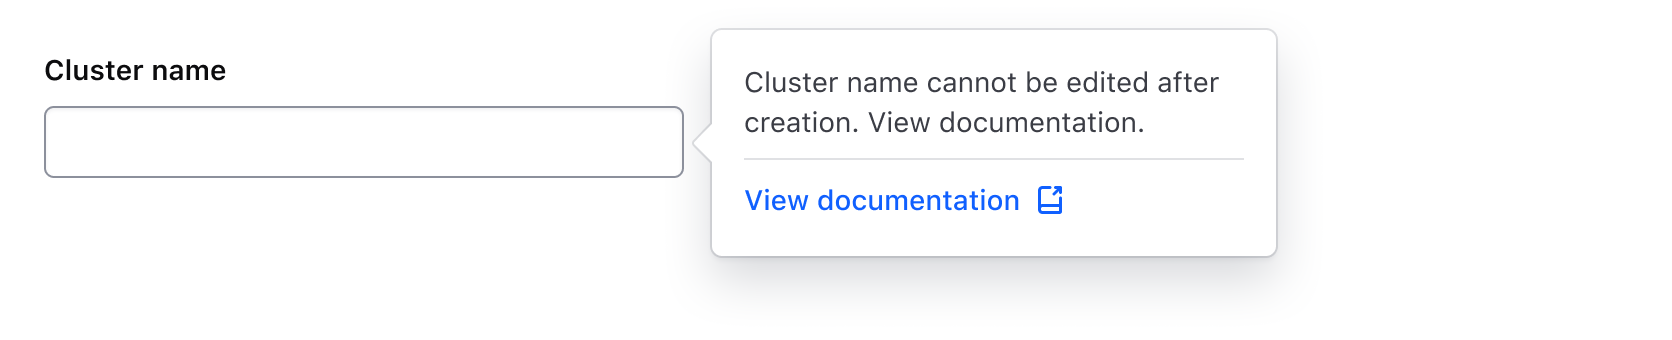 Cluster name
Cluster name cannot be edited after
creation. View documentation.
View documentation